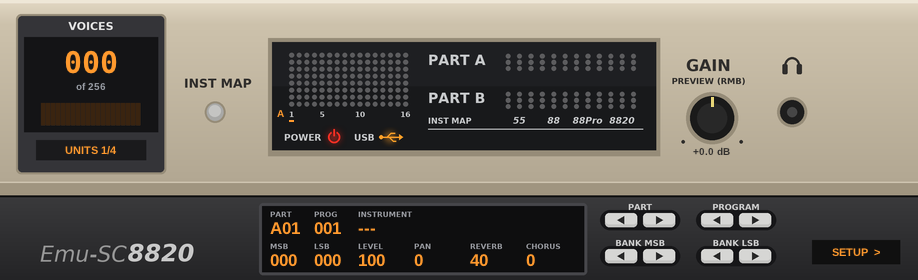 VOICES
000
of 256
UNITS 1/4
INST MAP
PART A
PART B
A 1 5 10 16
INST MAP 55 88 88Pro 8820
POWER USB
GAIN
PREVIEW (RMB)
+0.0 dB
Emu-SC8820
PART PROG INSTRUMENT
A01 001 ---
MSB LSB LEVEL PAN REVERB CHORUS
000 000 100 0 40 0
PART PROGRAM
BANK MSB BANK LSB
SETUP >